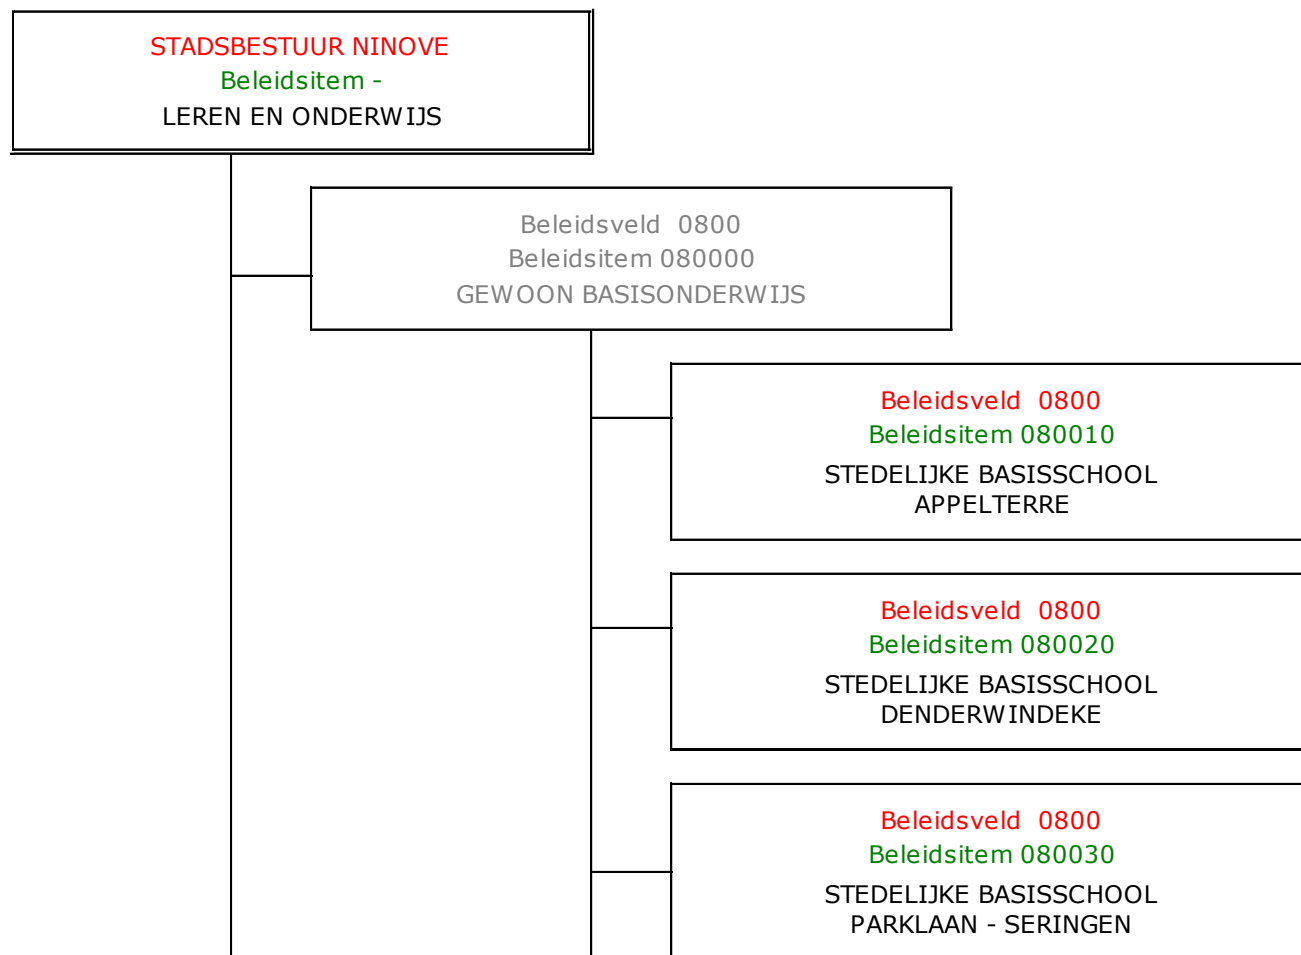 STADSBESTUUR NINOVE
Beleidsitem -
LEREN EN ONDERWIJS
Beleidsveld 0800
Beleidsitem 080000
GEWOON BASISONDERWIJS
Beleidsveld 0800
Beleidsitem 080010
STEDELIJKE BASISSCHOOL
APPELTERRE
Beleidsveld 0800
Beleidsitem 080020
STEDELIJKE BASISSCHOOL
DENDERWINDEKE
Beleidsveld 0800
Beleidsitem 080030
STEDELIJKE BASISSCHOOL
PARKLAAN - SERINGEN